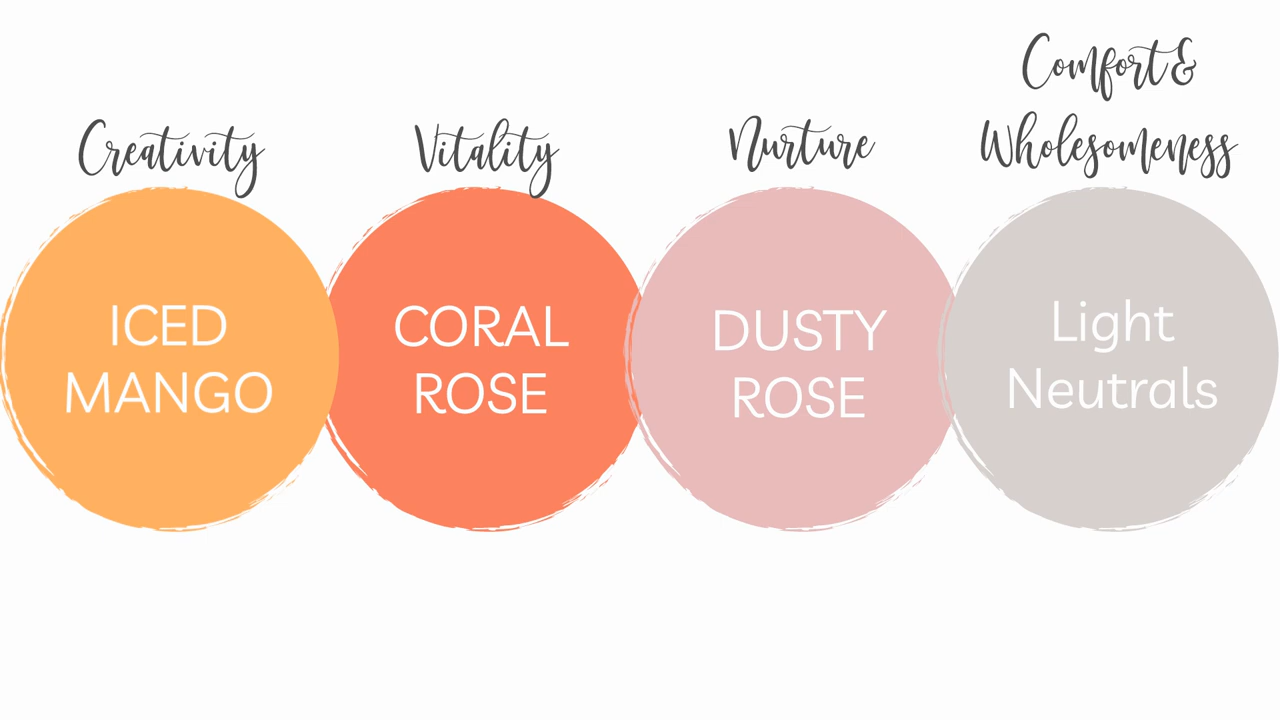 Creativity
ICED
MANGO
Vitality
CORAL
ROSE
Nurture
DUSTY
ROSE
Comfort &
Wholesomeness
Light
Neutrals